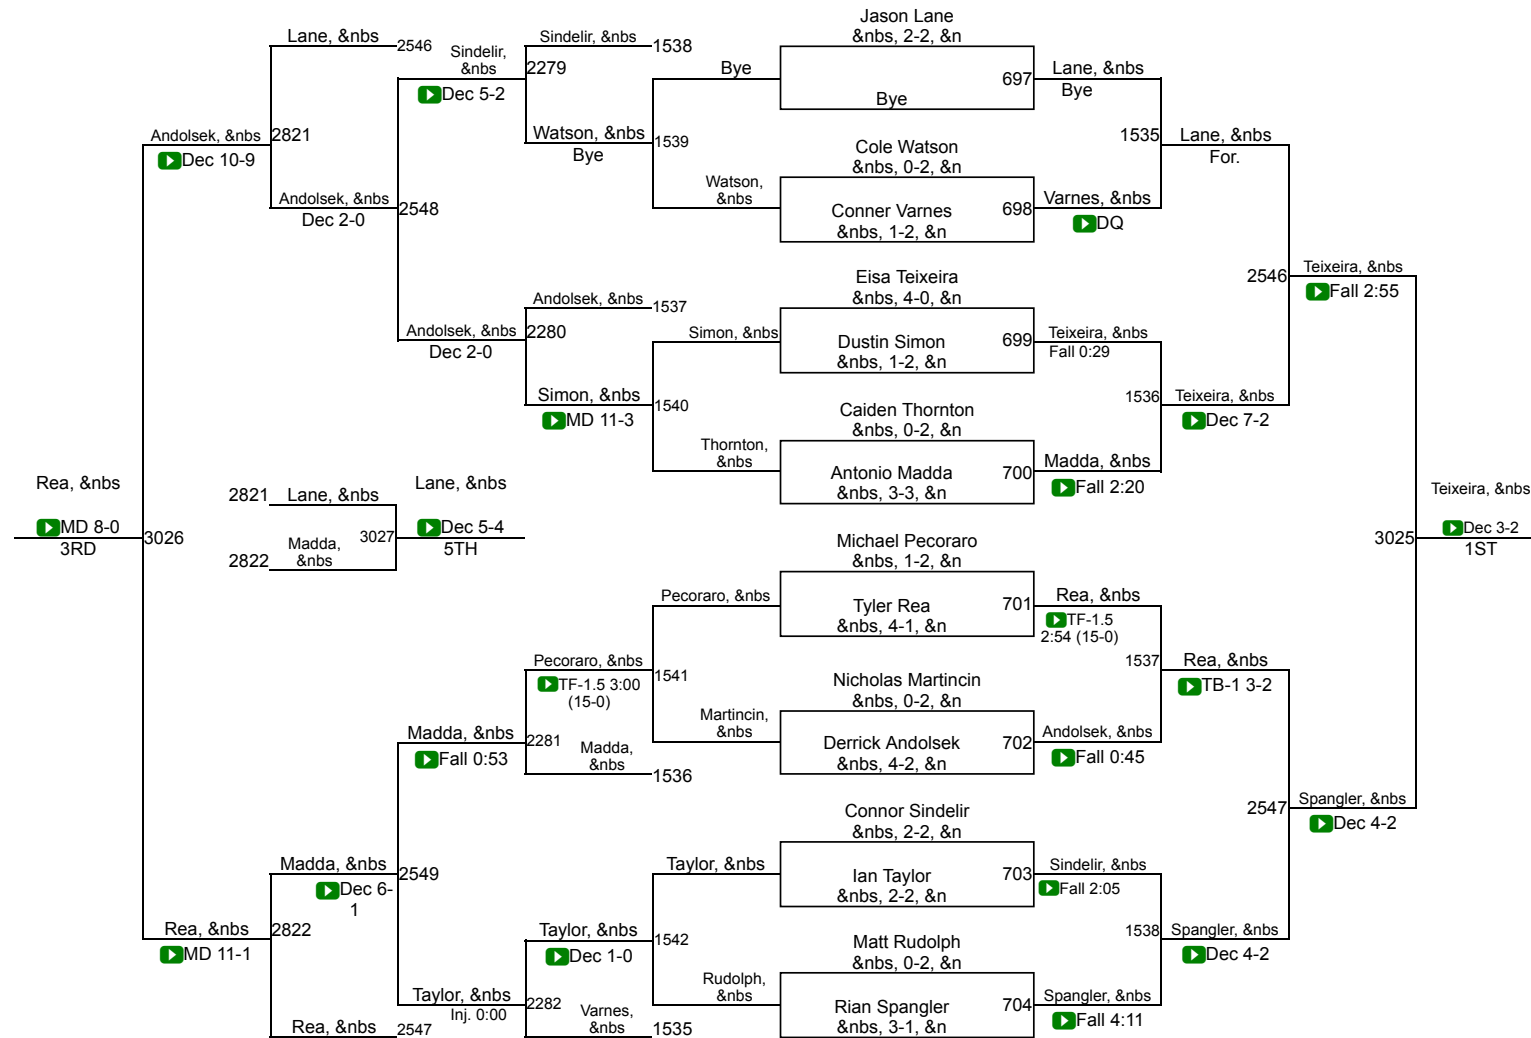 Jason Lane
&nbs, 2-2, &n
Lane, &nbs
2546
Sindelir,
&nbs
2279
Dec 5-2
Sindelir, &nbs
1538
Bye
697
Bye
Lane, &nbs
Bye
Andolsek, &nbs
2821
Dec 10-9
Watson, &nbs
Bye
1539
Cole Watson
&nbs, 0-2, &n
1535
Lane, &nbs
For.
Andolsek, &nbs
Dec 2-0
2548
Watson,
&nbs
Conner Varnes
&nbs, 1-2, &n
698
Varnes, &nbs
DQ
Eisa Teixeira
&nbs, 4-0, &n
2546
Teixeira, &nbs
Fall 2:55
Andolsek, &nbs
1537
Andolsek, &nbs
2280
Dec 2-0
Simon, &nbs
Dustin Simon
&nbs, 1-2, &n
699
Teixeira, &nbs
Fall 0:29
Simon, &nbs
MD 11-3
1540
Caiden Thornton
&nbs, 0-2, &n
1536
Teixeira, &nbs
Dec 7-2
Thornton,
&nbs
Antonio Madda
&nbs, 3-3, &n
700
Madda, &nbs
Fall 2:20
Rea, &nbs
MD 8-0
3RD
3026
2821
Lane, &nbs
2822
Madda,
&nbs
3027
Lane, &nbs
Dec 5-4
5TH
3025
Teixeira, &nbs
Dec 3-2
1ST
Michael Pecoraro
&nbs, 1-2, &n
Pecoraro, &nbs
Tyler Rea
&nbs, 4-1, &n
701
Rea, &nbs
TF-1.5
2:54 (15-0)
Pecoraro, &nbs
TF-1.5 3:00
(15-0)
1541
Nicholas Martincin
&nbs, 0-2, &n
1537
Rea, &nbs
TB-1 3-2
Madda, &nbs
Fall 0:53
2281
Madda,
&nbs
1536
Martincin,
&nbs
Derrick Andolsek
&nbs, 4-2, &n
702
Andolsek, &nbs
Fall 0:45
Connor Sindelir
&nbs, 2-2, &n
2547
Spangler, &nbs
Dec 4-2
Madda, &nbs
Dec 6-
1
2549
Taylor, &nbs
Ian Taylor
&nbs, 2-2, &n
703
Sindelir, &nbs
Fall 2:05
Rea, &nbs
MD 11-1
2822
Taylor, &nbs
Dec 1-0
1542
Matt Rudolph
&nbs, 0-2, &n
1538
Spangler, &nbs
Dec 4-2
Taylor, &nbs
Inj. 0:00
2282
Rudolph,
&nbs
Rian Spangler
&nbs, 3-1, &n
704
Spangler, &nbs
Fall 4:11
Rea, &nbs
2547
Varnes,
&nbs
1535